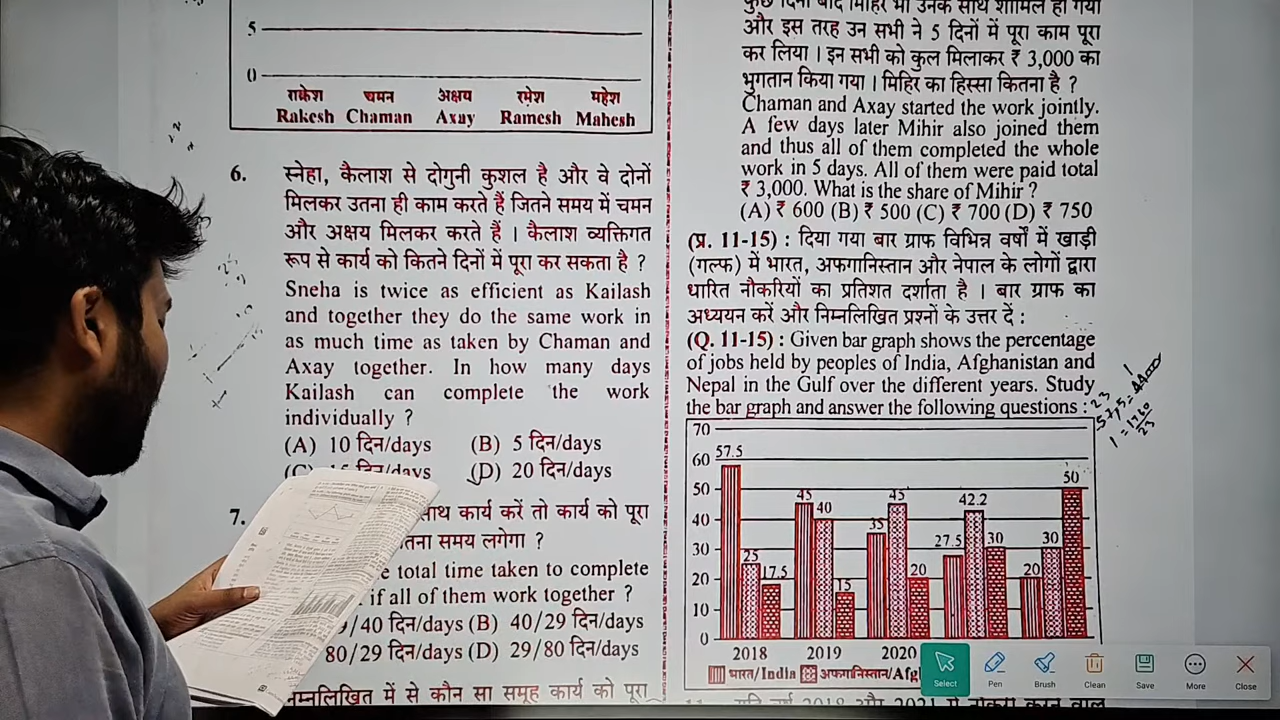 5
0
राकेश चमन अक्षय रमेश महेश
Rakesh Chaman Axay Ramesh Mahesh
6. स्नेहा, कैलाश से दोगुनी कुशल है और वे दोनों
मिलकर उतना ही काम करते हैं जितने समय में चमन
और अक्षय मिलकर करते हैं । कैलाश व्यक्तिगत
रूप से कार्य को कितने दिनों में पूरा कर सकता है ?
Sneha is twice as efficient as Kailash
and together they do the same work in
as much time as taken by Chaman and
Axay together. In how many days
Kailash can complete the work
individually ?
(A) 10 दिन/days (B) 5 दिन/days
दिन/days (D) 20 दिन/days
7. साथ कार्य करें तो कार्य को पूरा
समय लगेगा ?
total time taken to complete
if all of them work together ?
/40 दिन/days (B) 40/29 दिन/days
80/29 दिन/days (D) 29/80 दिन/days
निम्नलिखित में से कौन सा समूह कार्य को पूरा
कुछ दिनों बाद मिहिर भी उनके साथ शामिल हो गया
और इस तरह उन सभी ने 5 दिनों में पूरा काम पूरा
कर लिया । इन सभी को कुल मिलाकर ₹ 3,000 का
भुगतान किया गया । मिहिर का हिस्सा कितना है ?
Chaman and Axay started the work jointly.
A few days later Mihir also joined them
and thus all of them completed the whole
work in 5 days. All of them were paid total
₹ 3,000. What is the share of Mihir ?
(A) ₹ 600 (B) ₹ 500 (C) ₹ 700 (D) ₹ 750
(प्र. 11-15) : दिया गया बार ग्राफ विभिन्न वर्षों में खाड़ी
(गल्फ) में भारत, अफगानिस्तान और नेपाल के लोगों द्वारा
धारित नौकरियों का प्रतिशत दर्शाता है । बार ग्राफ का
अध्ययन करें और निम्नलिखित प्रश्नों के उत्तर दें :
(Q. 11-15) : Given bar graph shows the percentage
of jobs held by peoples of India, Afghanistan and
Nepal in the Gulf over the different years. Study
the bar graph and answer the following questions :
70
60
50
40
30
20
10
0
57.5 25 17.5
45 40 15
35 45 20
27.5 42.2 30
20 30 50
2018 2019 2020
भारत/India अफगानिस्तान/Afgl
Select Pen Brush Clean Save More Close